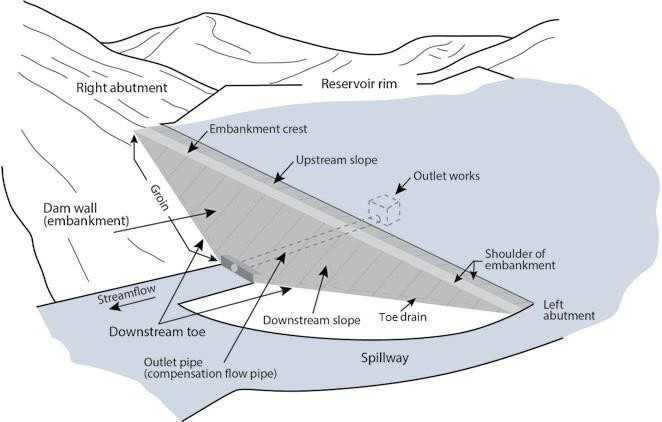 Right abutment
Reservoir rim
Embankment crest
Upstream slope
Outlet works
Groin
Dam wall
(embankment)
Shoulder of
embankment
Streamflow
Left
abutment
Downstream toe
Downstream slope
Toe drain
Outlet pipe
(compensation flow pipe)
Spillway